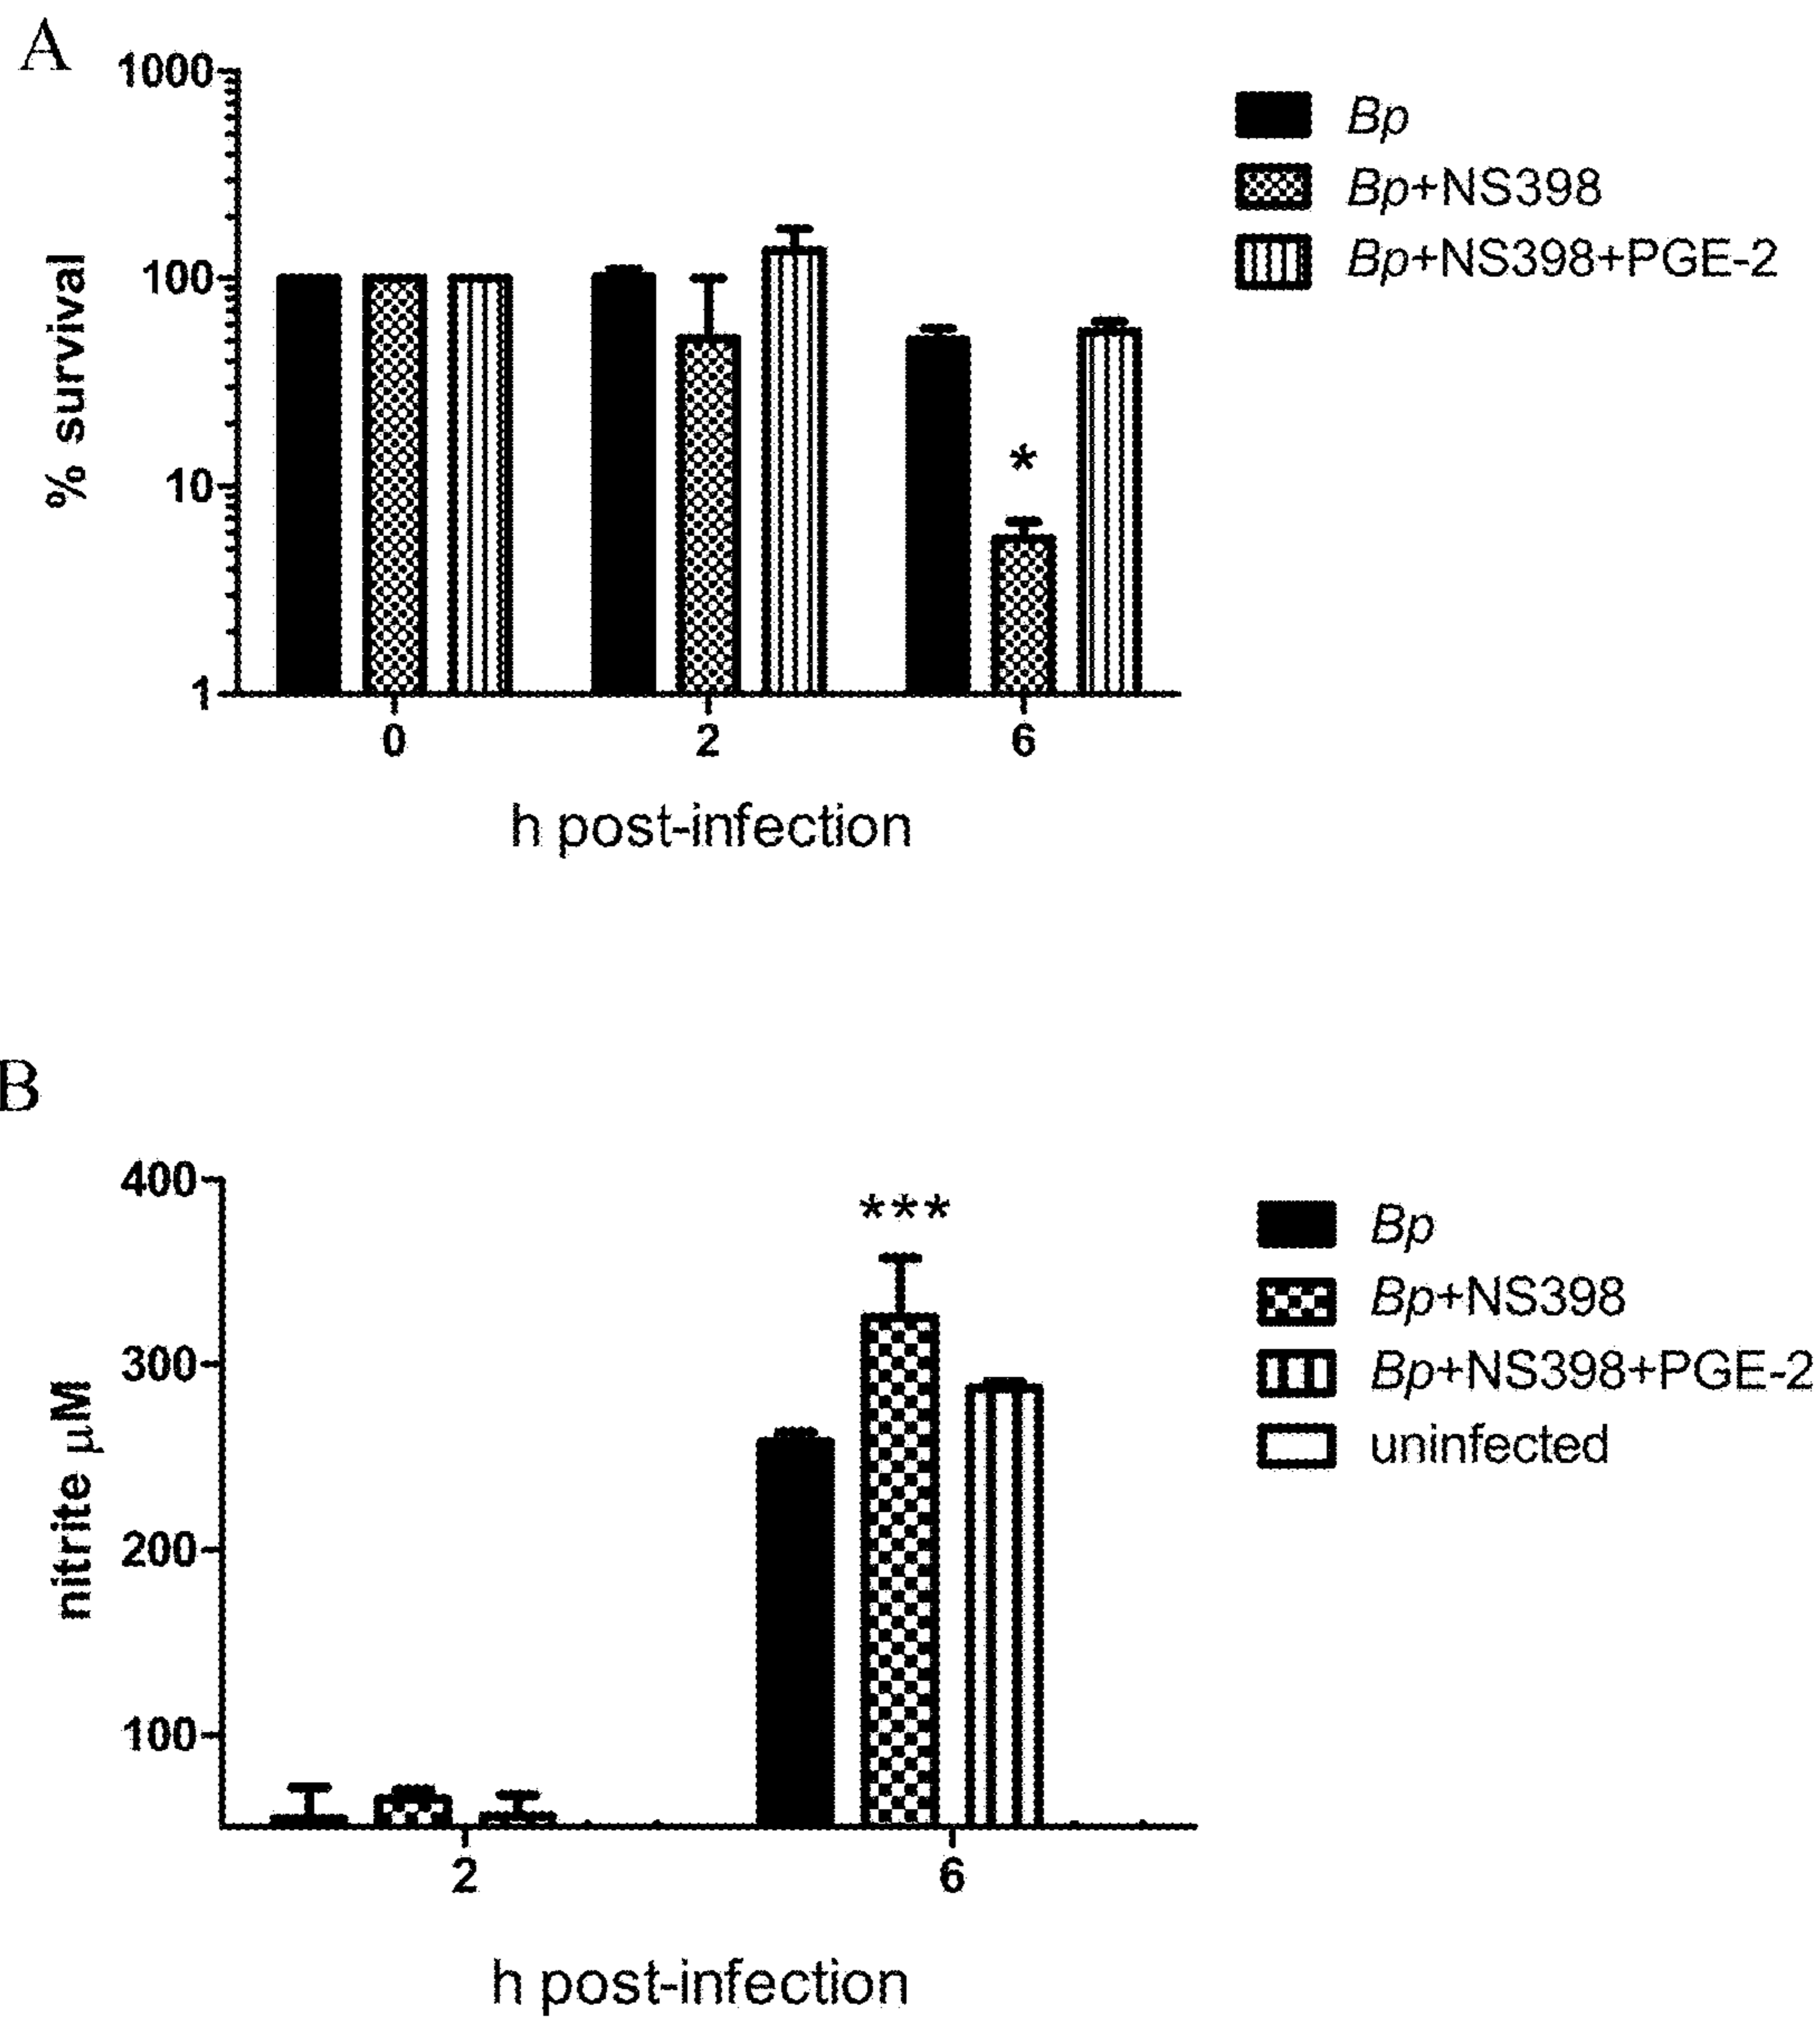 A
1000
100
10
1
% survival
*
0 2 6
h post-infection
Bp
Bp+NS398
Bp+NS398+PGE-2
B
400
300
200
100
nitrite µM
***
2 6
h post-infection
Bp
Bp+NS398
Bp+NS398+PGE-2
uninfected